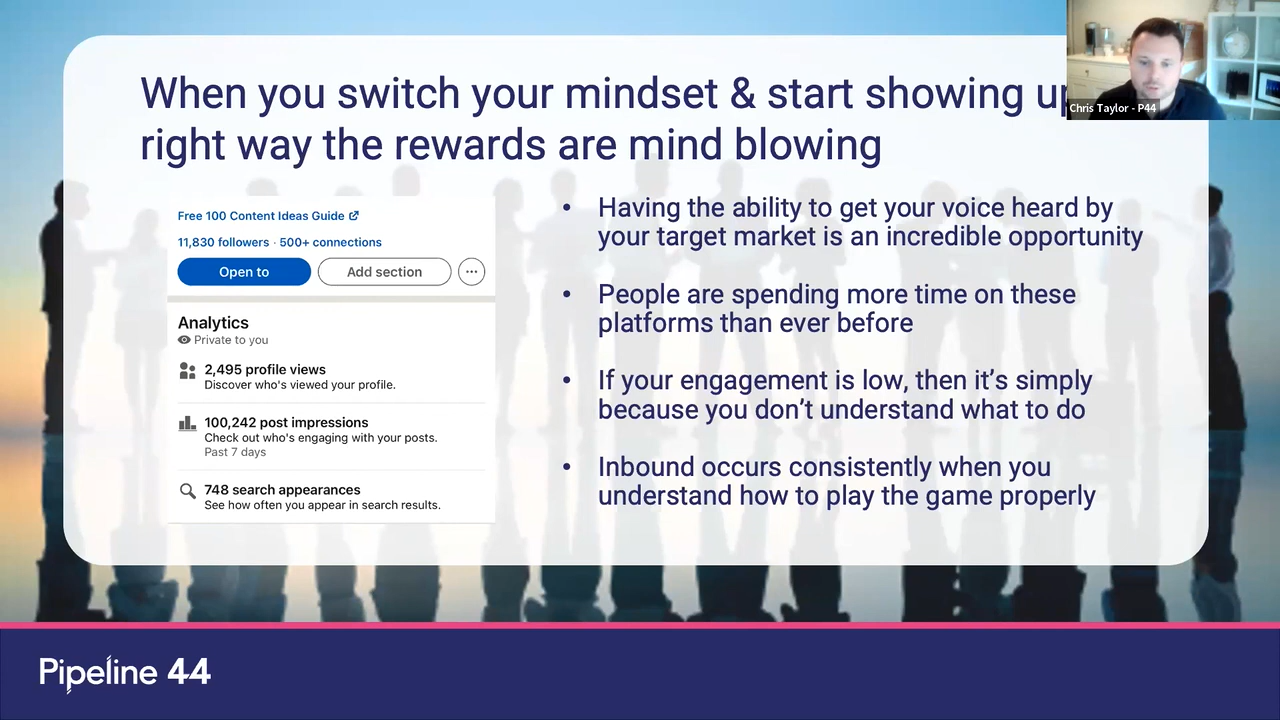 When you switch your mindset & start showing
right way the rewards are mind blowing
Chris Taylor - P44
Free 100 Content Ideas Guide
11,830 followers · 500+ connections
Open to
Add section
Analytics
Private to you
2,495 profile views
Discover who's viewed your profile.
100,242 post impressions
Check out who's engaging with your posts.
Past 7 days
748 search appearances
See how often you appear in search results.
• Having the ability to get your voice heard by
your target market is an incredible opportunity
• People are spending more time on these
platforms than ever before
• If your engagement is low, then it’s simply
because you don’t understand what to do
• Inbound occurs consistently when you
understand how to play the game properly
Pipeline 44